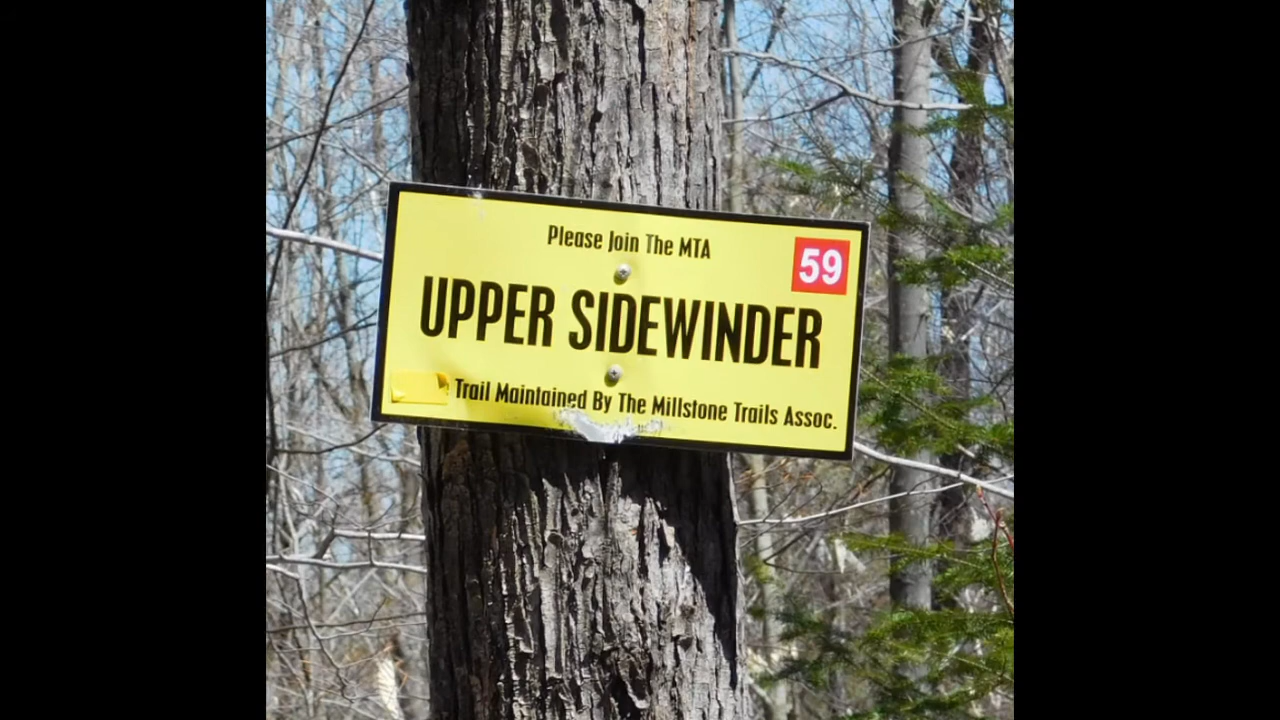 Please Join The MTA
59
UPPER SIDEWINDER
Trail Maintained By The Millstone Trails Assoc.